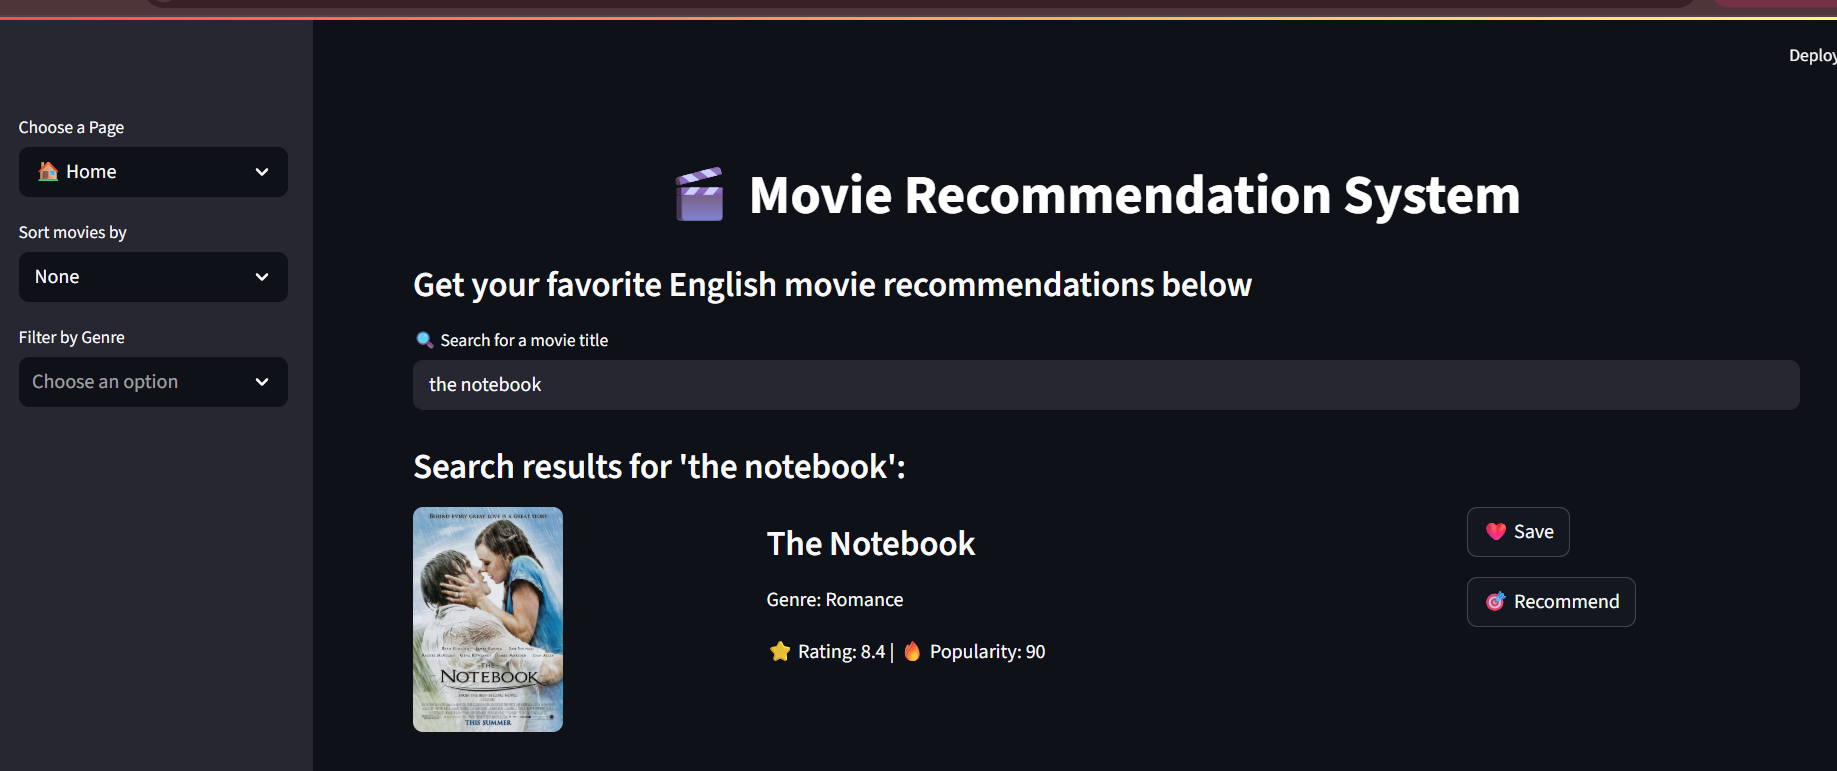 Deploy
Choose a Page
Home
Sort movies by
None
Filter by Genre
Choose an option
Movie Recommendation System
Get your favorite English movie recommendations below
Search for a movie title
the notebook
Search results for 'the notebook':
BEHIND EVERY GREAT LOVE IS A GREAT STORY
THE
NOTEBOOK
THIS SUMMER
The Notebook
Genre: Romance
Rating: 8.4 | Popularity: 90
Save
Recommend